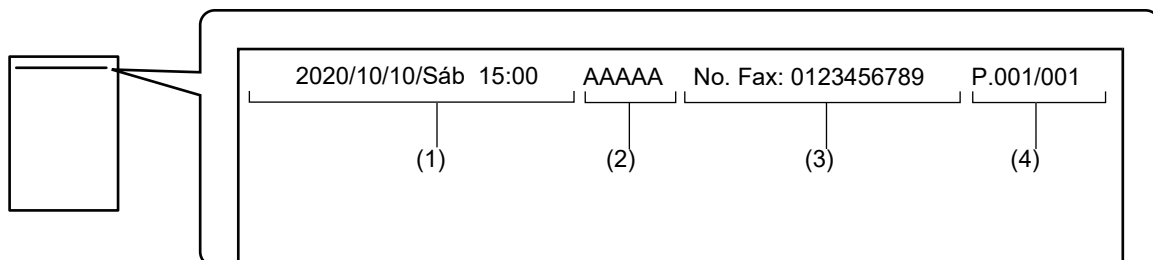 2020/10/10/Sáb 15:00 AAAAA No. Fax: 0123456789 P.001/001
(1) (2) (3) (4)